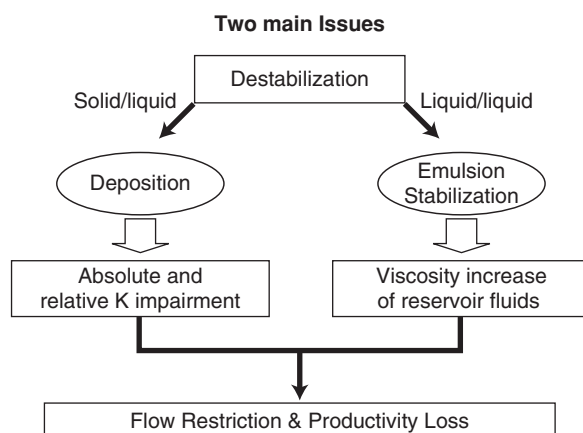 Two main Issues
Destabilization
Solid/liquid
Liquid/liquid
Deposition
Emulsion
Stabilization
Absolute and
relative K impairment
Viscosity increase
of reservoir fluids
Flow Restriction & Productivity Loss